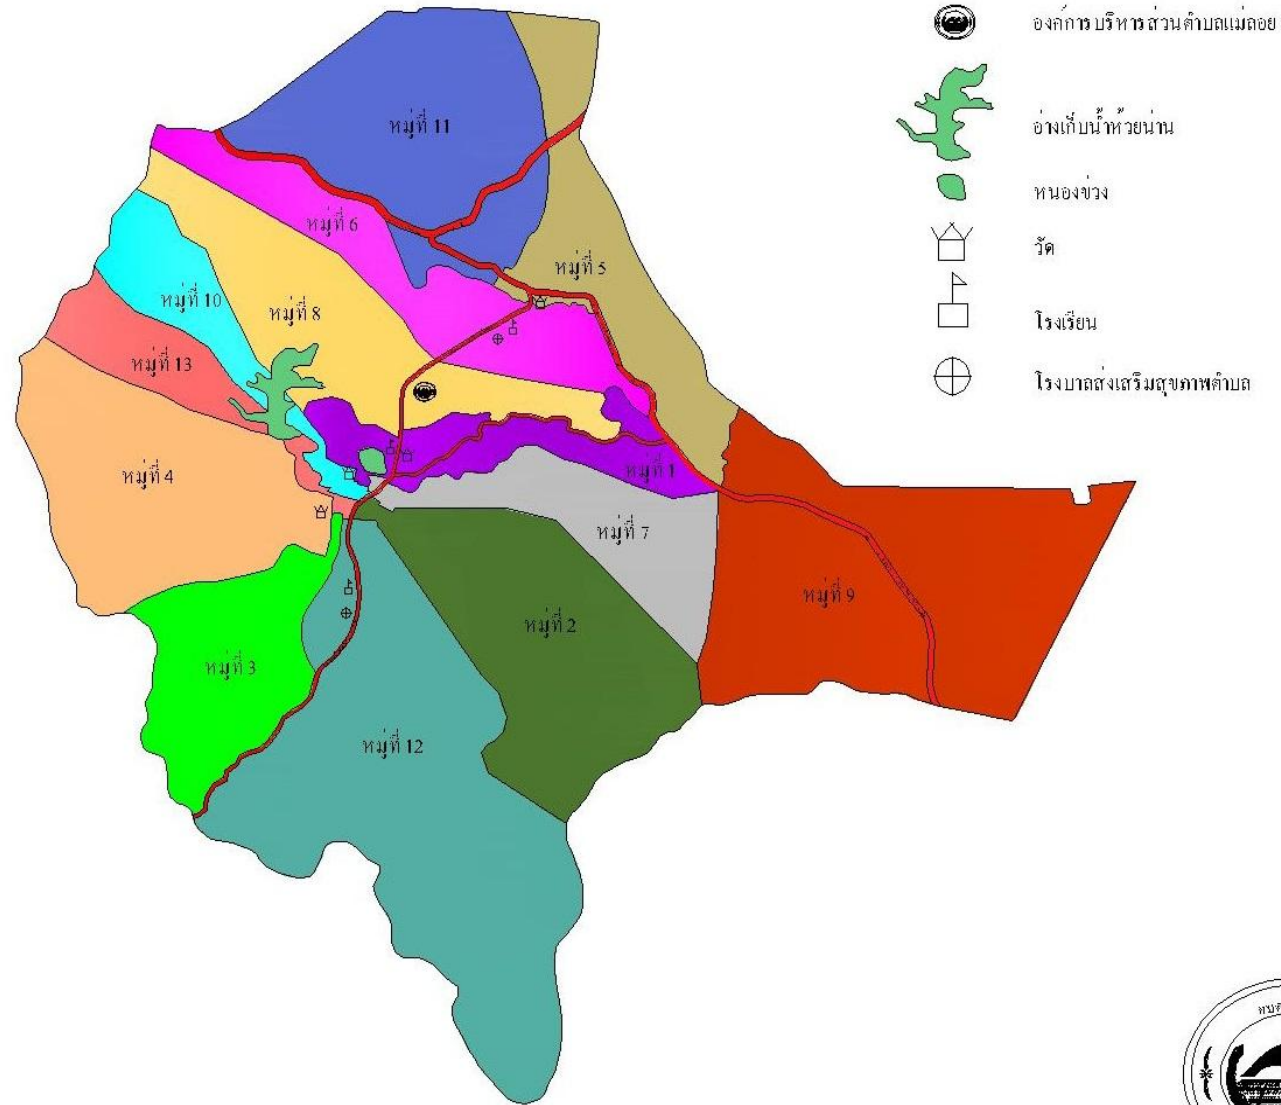 องค์การบริหารส่วนตำบลแม่ลอย
อ่างเก็บน้ำห้วยน่าน
หนองข่วง
วัด
โรงเรียน
โรงบาลส่งเสริมสุขภาพตำบล
หมู่ที่ 11
หมู่ที่ 6
หมู่ที่ 5
หมู่ที่ 10
หมู่ที่ 8
หมู่ที่ 13
หมู่ที่ 4
หมู่ที่ 1
หมู่ที่ 7
หมู่ที่ 9
หมู่ที่ 2
หมู่ที่ 3
หมู่ที่ 12